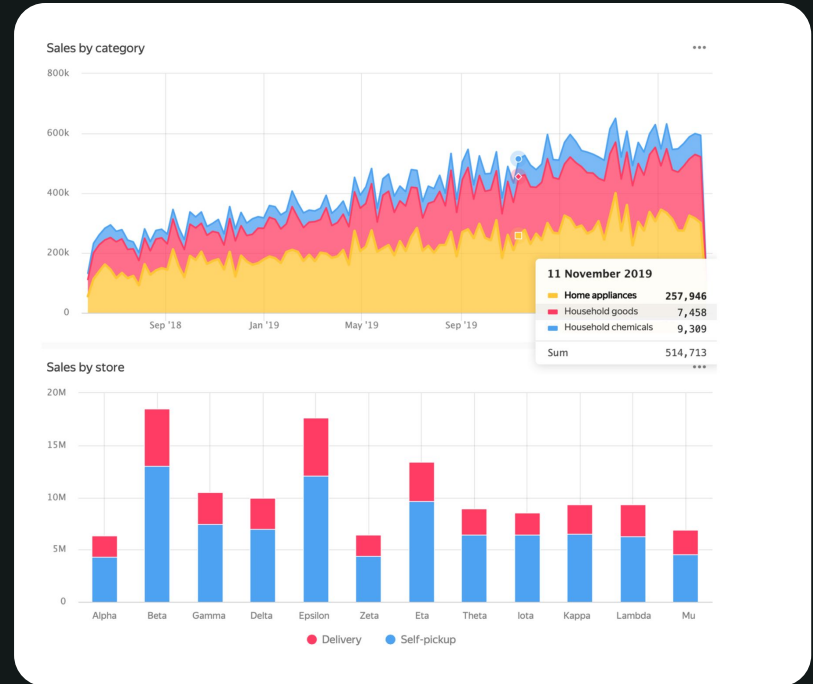 Sales by category
•••
800k
600k
400k
200k
0
Sep '18
Jan '19
May '19
Sep '19
11 November 2019
Home appliances 257,946
Household goods 7,458
Household chemicals 9,309
Sum 514,713
Sales by store
•••
20M
15M
10M
5M
0
Alpha Beta Gamma Delta Epsilon Zeta Eta Theta Iota Kappa Lambda Mu
Delivery Self-pickup